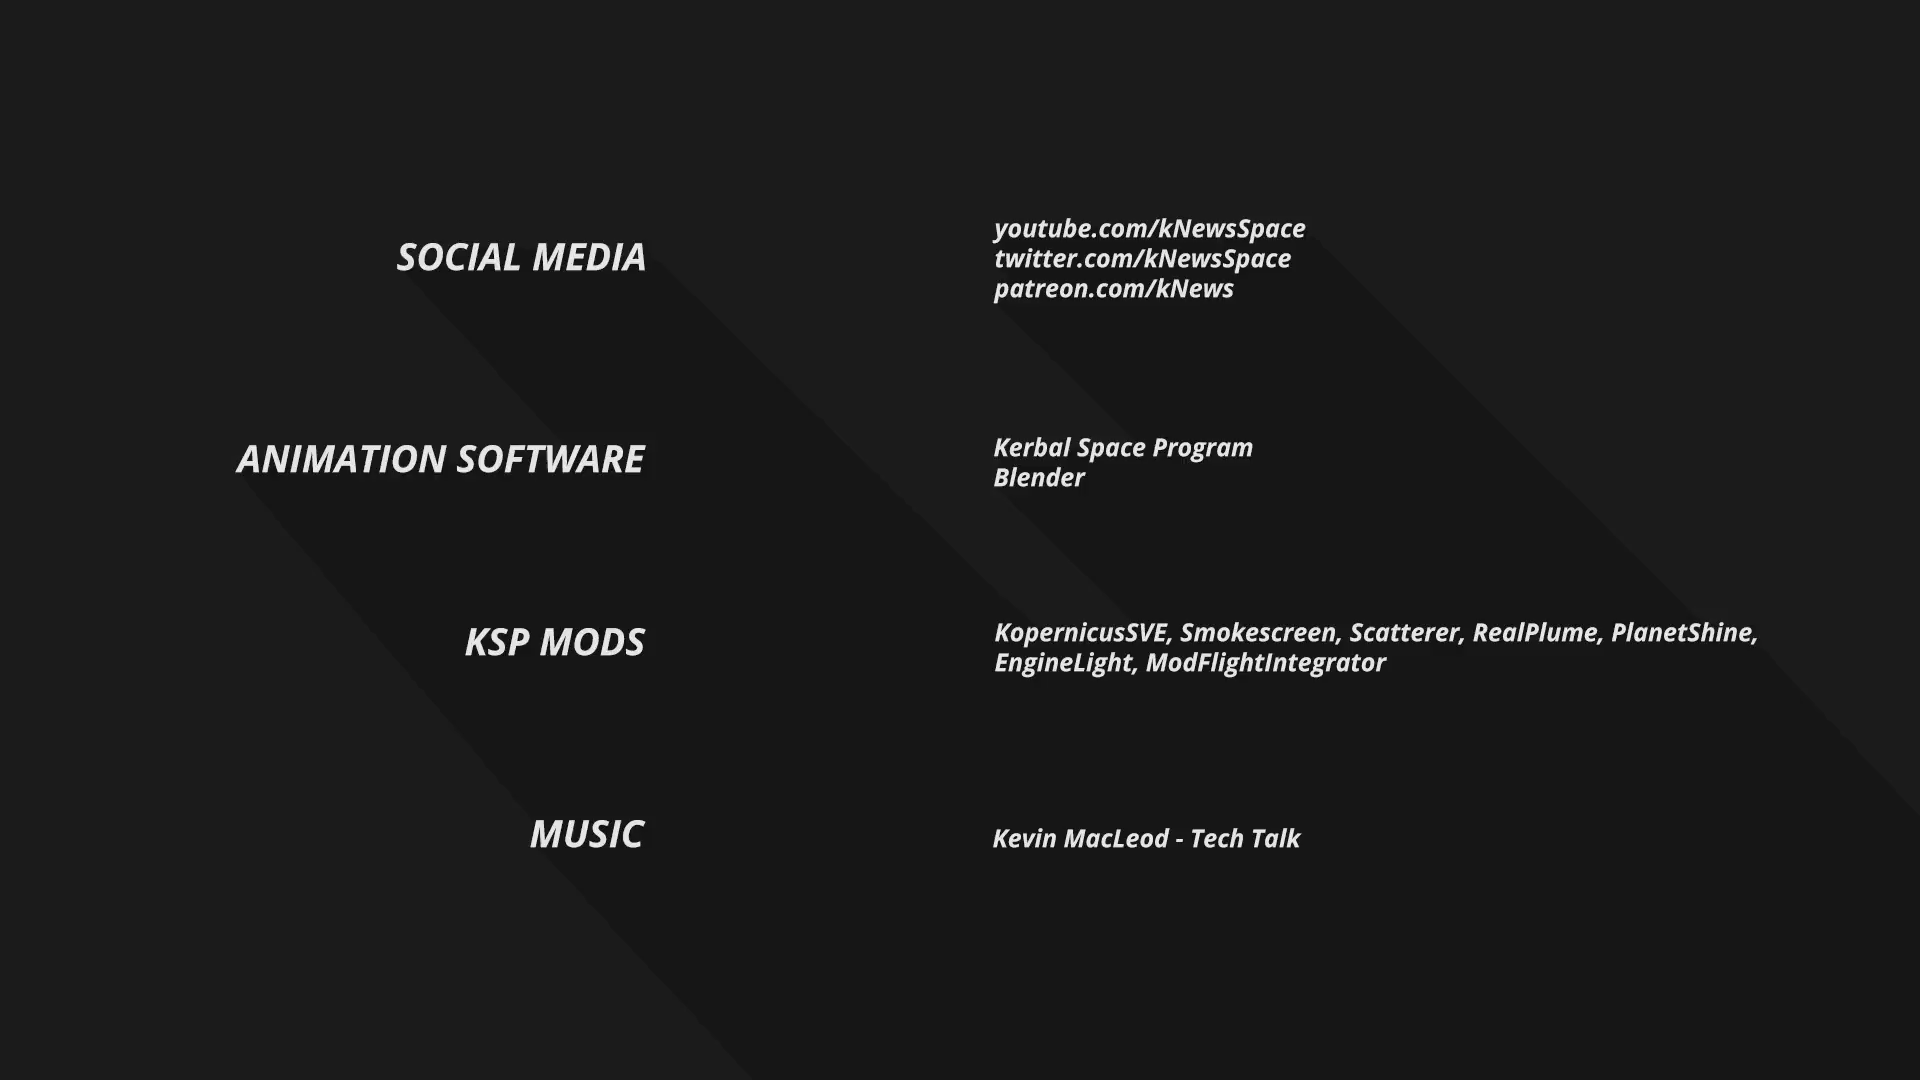 SOCIAL MEDIA
youtube.com/kNewsSpace
twitter.com/kNewsSpace
patreon.com/kNews
ANIMATION SOFTWARE
Kerbal Space Program
Blender
KSP MODS
KopernicusSVE, Smokescreen, Scatterer, RealPlume, PlanetShine,
EngineLight, ModFlightIntegrator
MUSIC
Kevin MacLeod - Tech Talk